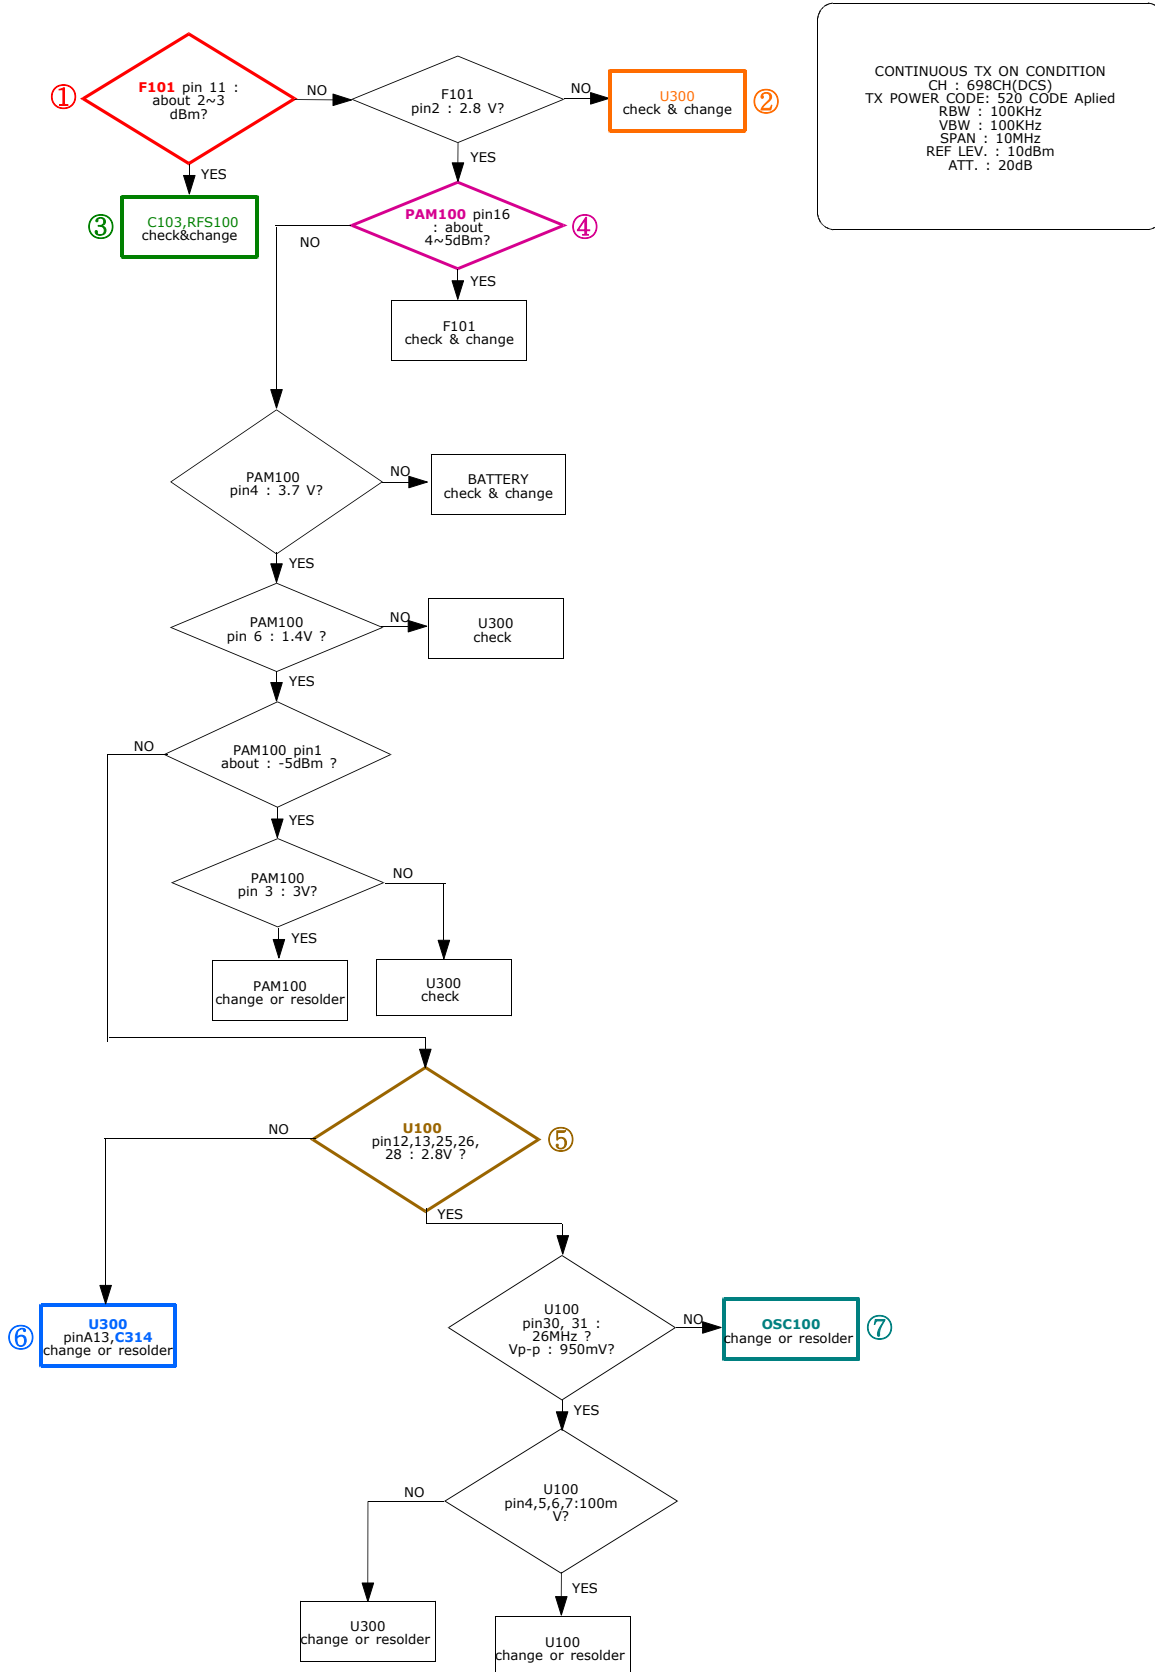 ①
F101 pin 11 :
about 2~3
dBm?
NO
F101
pin2 : 2.8 V?
NO
U300
check & change
②
CONTINUOUS TX ON CONDITION
CH : 698CH(DCS)
TX POWER CODE: 520 CODE Aplied
RBW : 100KHz
VBW : 100KHz
SPAN : 10MHz
REF LEV. : 10dBm
ATT. : 20dB
YES
YES
③
C103,RFS100
check&change
PAM100 pin16
: about
4~5dBm?
④
NO
YES
F101
check & change
PAM100
pin4 : 3.7 V?
NO
BATTERY
check & change
YES
PAM100
pin 6 : 1.4V ?
NO
U300
check
YES
NO
PAM100 pin1
about : -5dBm ?
YES
PAM100
pin 3 : 3V?
NO
YES
PAM100
change or resolder
U300
check
NO
U100
pin12,13,25,26,
28 : 2.8V ?
⑤
YES
⑥
U300
pinA13,C314
change or resolder
U100
pin30, 31 :
26MHz ?
Vp-p : 950mV?
NO
OSC100
change or resolder
⑦
YES
NO
U100
pin4,5,6,7:100m
V?
YES
U300
change or resolder
U100
change or resolder